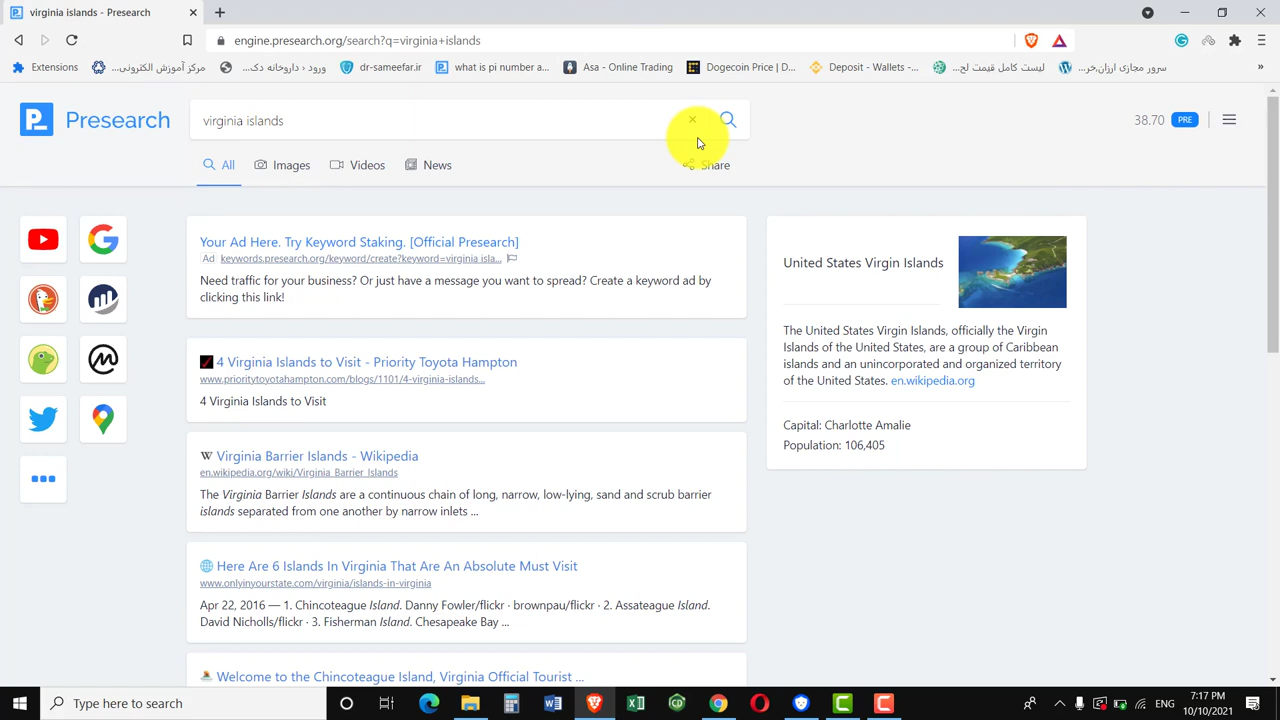 virginia islands - Presearch
engine.presearch.org/search?q=virginia+islands
Extensions
مرکز آموزش الکترونی...
ورود ‹ داروخانه دک...
dr-sameefar.ir
what is pi number a...
Asa - Online Trading
Dogecoin Price | D...
Deposit - Wallets -...
لیست کامل قیمت لح...
سرور مجازی ارزان,خر...
»
Presearch
virginia islands
38.70 PRE
All Images Videos News Share
Your Ad Here. Try Keyword Staking. [Official Presearch]
Ad keywords.presearch.org/keyword/create?keyword=virginia isla...
Need traffic for your business? Or just have a message you want to spread? Create a keyword ad by
clicking this link!
4 Virginia Islands to Visit - Priority Toyota Hampton
www.prioritytoyotahampton.com/blogs/1101/4-virginia-islands...
4 Virginia Islands to Visit
W Virginia Barrier Islands - Wikipedia
en.wikipedia.org/wiki/Virginia_Barrier_Islands
The Virginia Barrier Islands are a continuous chain of long, narrow, low-lying, sand and scrub barrier
islands separated from one another by narrow inlets ...
Here Are 6 Islands In Virginia That Are An Absolute Must Visit
www.onlyinyourstate.com/virginia/islands-in-virginia
Apr 22, 2016 — 1. Chincoteague Island. Danny Fowler/flickr · brownpau/flickr · 2. Assateague Island.
David Nicholls/flickr · 3. Fisherman Island. Chesapeake Bay ...
Welcome to the Chincoteague Island, Virginia Official Tourist ...
United States Virgin Islands
The United States Virgin Islands, officially the Virgin
Islands of the United States, are a group of Caribbean
islands and an unincorporated and organized territory
of the United States. en.wikipedia.org
Capital: Charlotte Amalie
Population: 106,405
Type here to search
7:17 PM
10/10/2021